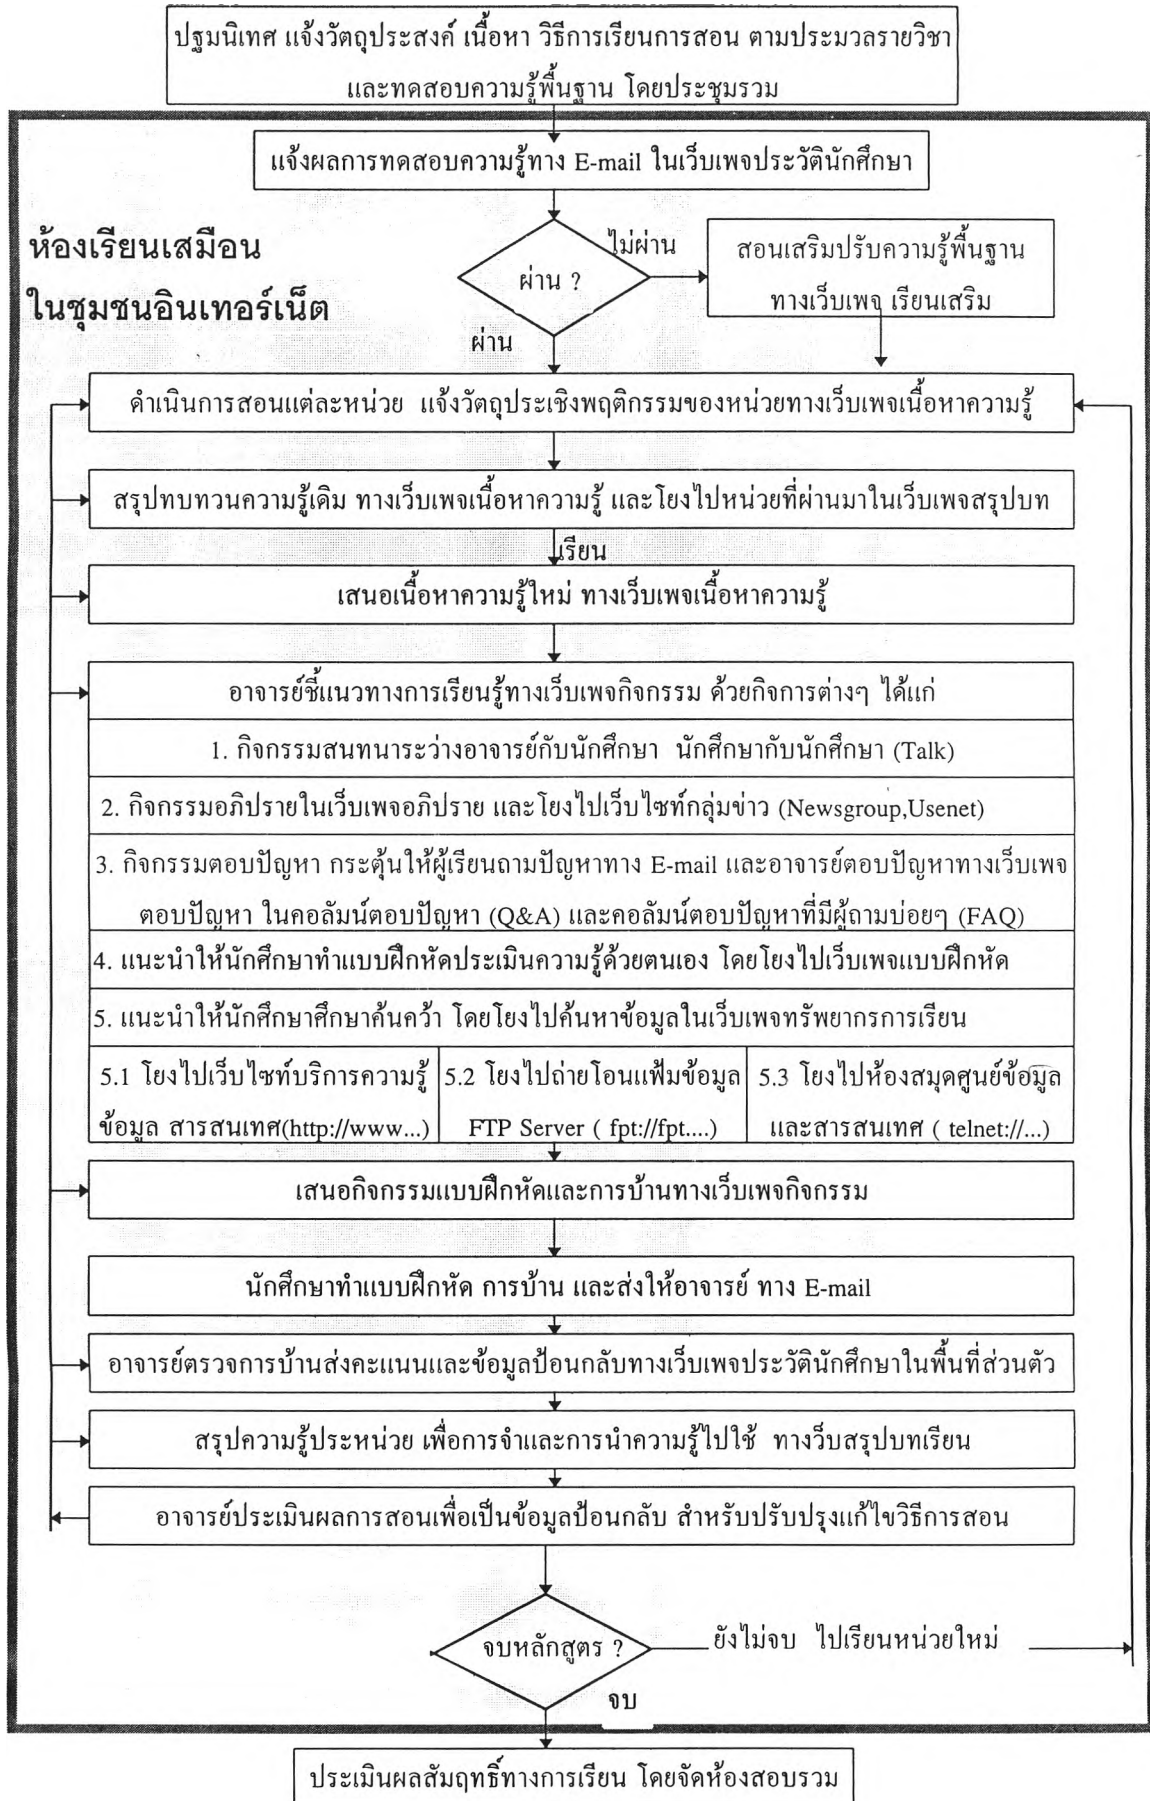 ปฐมนิเทศ แจ้งวัตถุประสงค์ เนื้อหา วิธีการเรียนการสอน ตามประมวลรายวิชา
และทดสอบความรู้พื้นฐาน โดยประชุมรวม
แจ้งผลการทดสอบความรู้ทาง E-mail ในเว็บเพจประวัตินักศึกษา
ห้องเรียนเสมือน
ในชุมชนอินเทอร์เน็ต
ผ่าน ?
ไม่ผ่าน
สอนเสริมปรับความรู้พื้นฐาน
ทางเว็บเพจ เรียนเสริม
ผ่าน
ดำเนินการสอนแต่ละหน่วย แจ้งวัตถุประเชิงพฤติกรรมของหน่วยทางเว็บเพจเนื้อหาความรู้
สรุปทบทวนความรู้เดิม ทางเว็บเพจเนื้อหาความรู้ และโยงไปหน่วยที่ผ่านมาในเว็บเพจสรุปบท
เรียน
เสนอเนื้อหาความรู้ใหม่ ทางเว็บเพจเนื้อหาความรู้
อาจารย์ชี้แนวทางการเรียนรู้ทางเว็บเพจกิจกรรม ด้วยกิจการต่างๆ ได้แก่
1. กิจกรรมสนทนาระว่างอาจารย์กับนักศึกษา นักศึกษากับนักศึกษา (Talk)
2. กิจกรรมอภิปรายในเว็บเพจอภิปราย และโยงไปเว็บไซท์กลุ่มข่าว (Newsgroup,Usenet)
3. กิจกรรมตอบปัญหา กระตุ้นให้ผู้เรียนถามปัญหาทาง E-mail และอาจารย์ตอบปัญหาทางเว็บเพจ
ตอบปัญหา ในคอลัมน์ตอบปัญหา (Q&A) และคอลัมน์ตอบปัญหาที่มีผู้ถามบ่อยๆ (FAQ)
4. แนะนำให้นักศึกษาทำแบบฝึกหัดประเมินความรู้ด้วยตนเอง โดยโยงไปเว็บเพจแบบฝึกหัด
5. แนะนำให้นักศึกษาศึกษาค้นคว้า โดยโยงไปค้นหาข้อมูลในเว็บเพจทรัพยากรการเรียน
5.1 โยงไปเว็บไซท์บริการความรู้
ข้อมูล สารสนเทศ(http://www...)
5.2 โยงไปถ่ายโอนแฟ้มข้อมูล
FTP Server ( fpt://fpt....)
5.3 โยงไปห้องสมุดศูนย์ข้อมูล
และสารสนเทศ ( telnet://...)
เสนอกิจกรรมแบบฝึกหัดและการบ้านทางเว็บเพจกิจกรรม
นักศึกษาทำแบบฝึกหัด การบ้าน และส่งให้อาจารย์ ทาง E-mail
อาจารย์ตรวจการบ้านส่งคะแนนและข้อมูลป้อนกลับทางเว็บเพจประวัตินักศึกษาในพื้นที่ส่วนตัว
สรุปความรู้ประหน่วย เพื่อการจำและการนำความรู้ไปใช้ ทางว็บสรุปบทเรียน
อาจารย์ประเมินผลการสอนเพื่อเป็นข้อมูลป้อนกลับ สำหรับปรับปรุงแก้ไขวิธีการสอน
จบหลักสูตร ?
ยังไม่จบ ไปเรียนหน่วยใหม่
จบ
ประเมินผลสัมฤทธิ์ทางการเรียน โดยจัดห้องสอบรวม